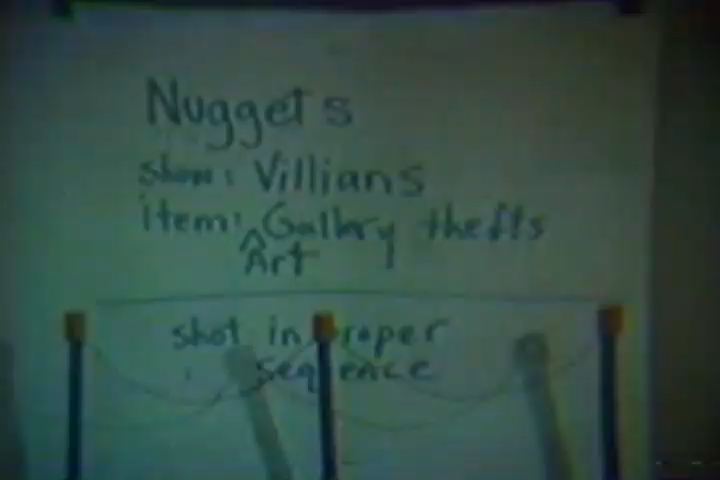 Nuggets
show: Villians
item: Gallery thefts
^Art
shot in proper
sequence